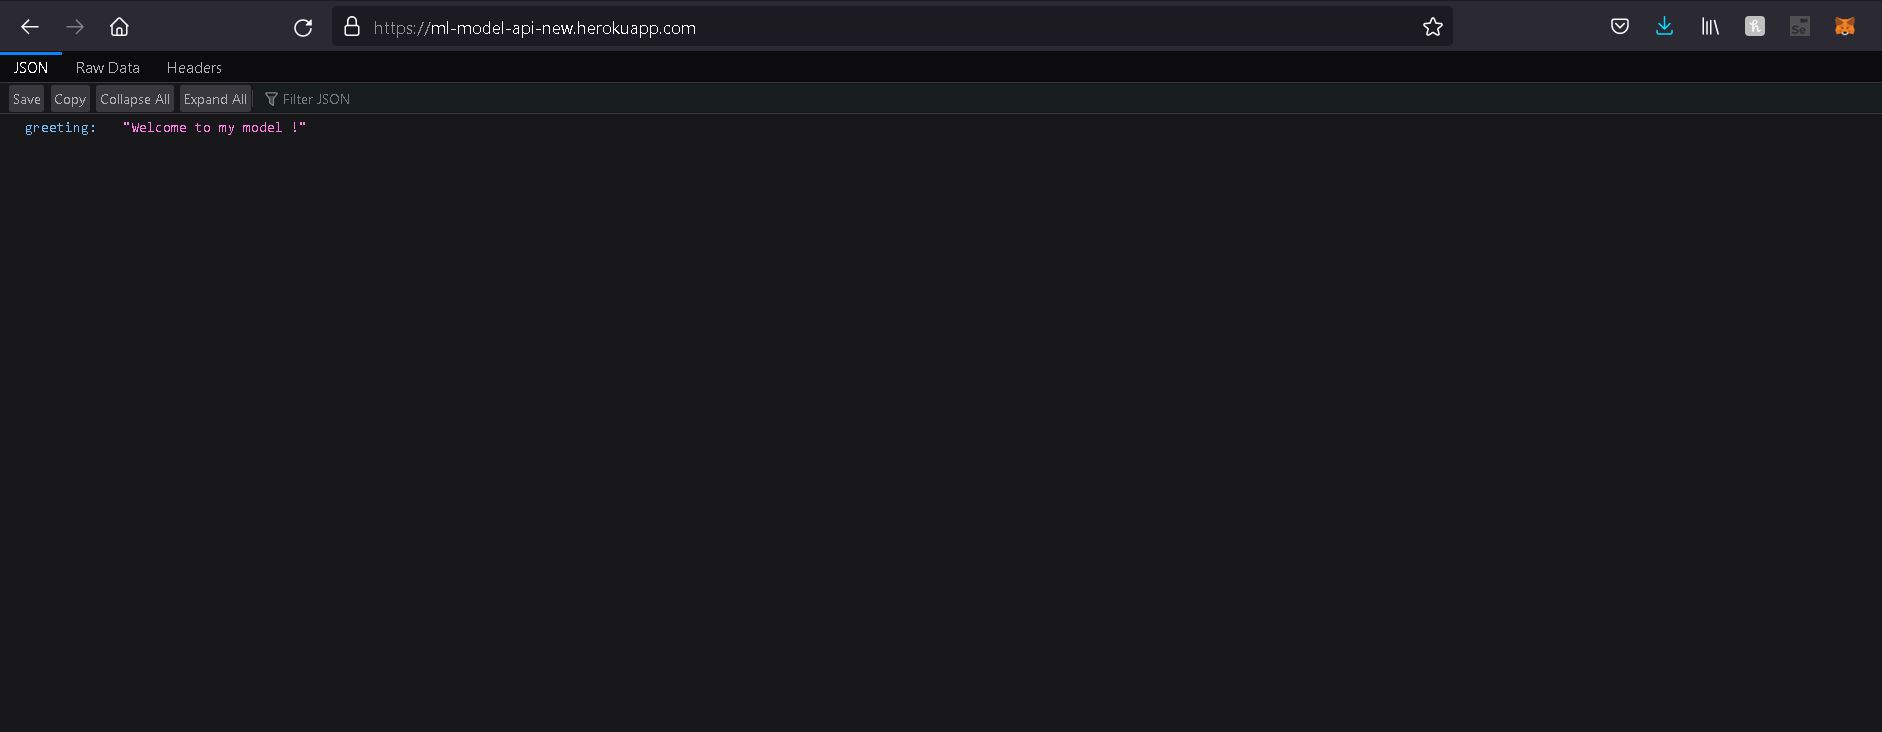 https://ml-model-api-new.herokuapp.com
Se
JSON Raw Data Headers
Save Copy Collapse All Expand All Filter JSON
greeting: "Welcome to my model !"